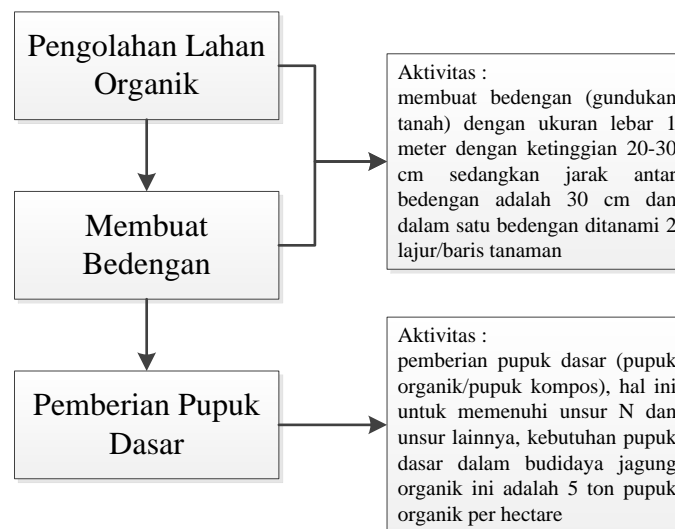 Pengolahan Lahan
Organik
Aktivitas :
membuat bedengan (gundukan
tanah) dengan ukuran lebar 1
meter dengan ketinggian 20-30
cm sedangkan jarak antar
bedengan adalah 30 cm dan
dalam satu bedengan ditanami 2
lajur/baris tanaman
Membuat
Bedengan
Pemberian Pupuk
Dasar
Aktivitas :
pemberian pupuk dasar (pupuk
organik/pupuk kompos), hal ini
untuk memenuhi unsur N dan
unsur lainnya, kebutuhan pupuk
dasar dalam budidaya jagung
organik ini adalah 5 ton pupuk
organik per hectare